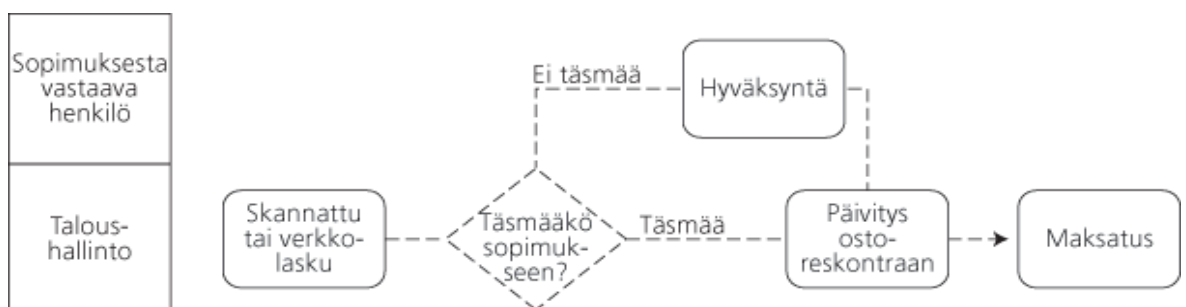 Sopimuksesta
vastaava
henkilö
Ei täsmää
Hyväksyntä
Talous-
hallinto
Skannattu
tai verkko-
lasku
Täsmääkö
sopimuk-
seen?
Täsmää
Päivitys
osto-
reskontraan
Maksatus